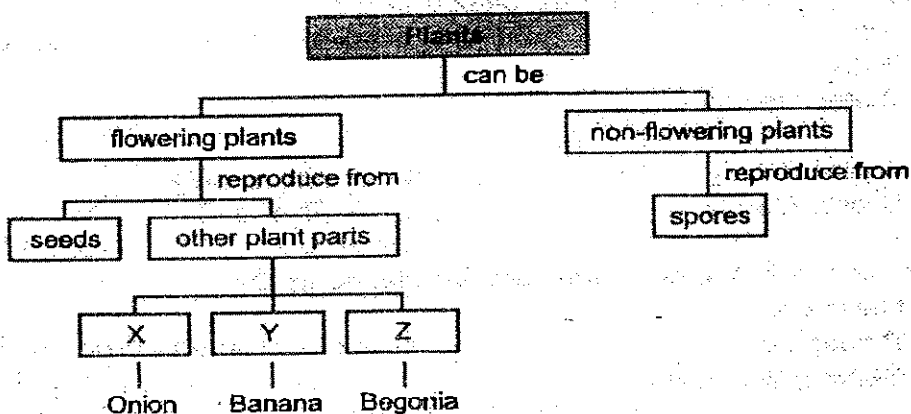 Plants
can be
flowering plants
non-flowering plants
reproduce from
reproduce from
seeds
other plant parts
spores
X
Y
Z
Onion
Banana
Begonia